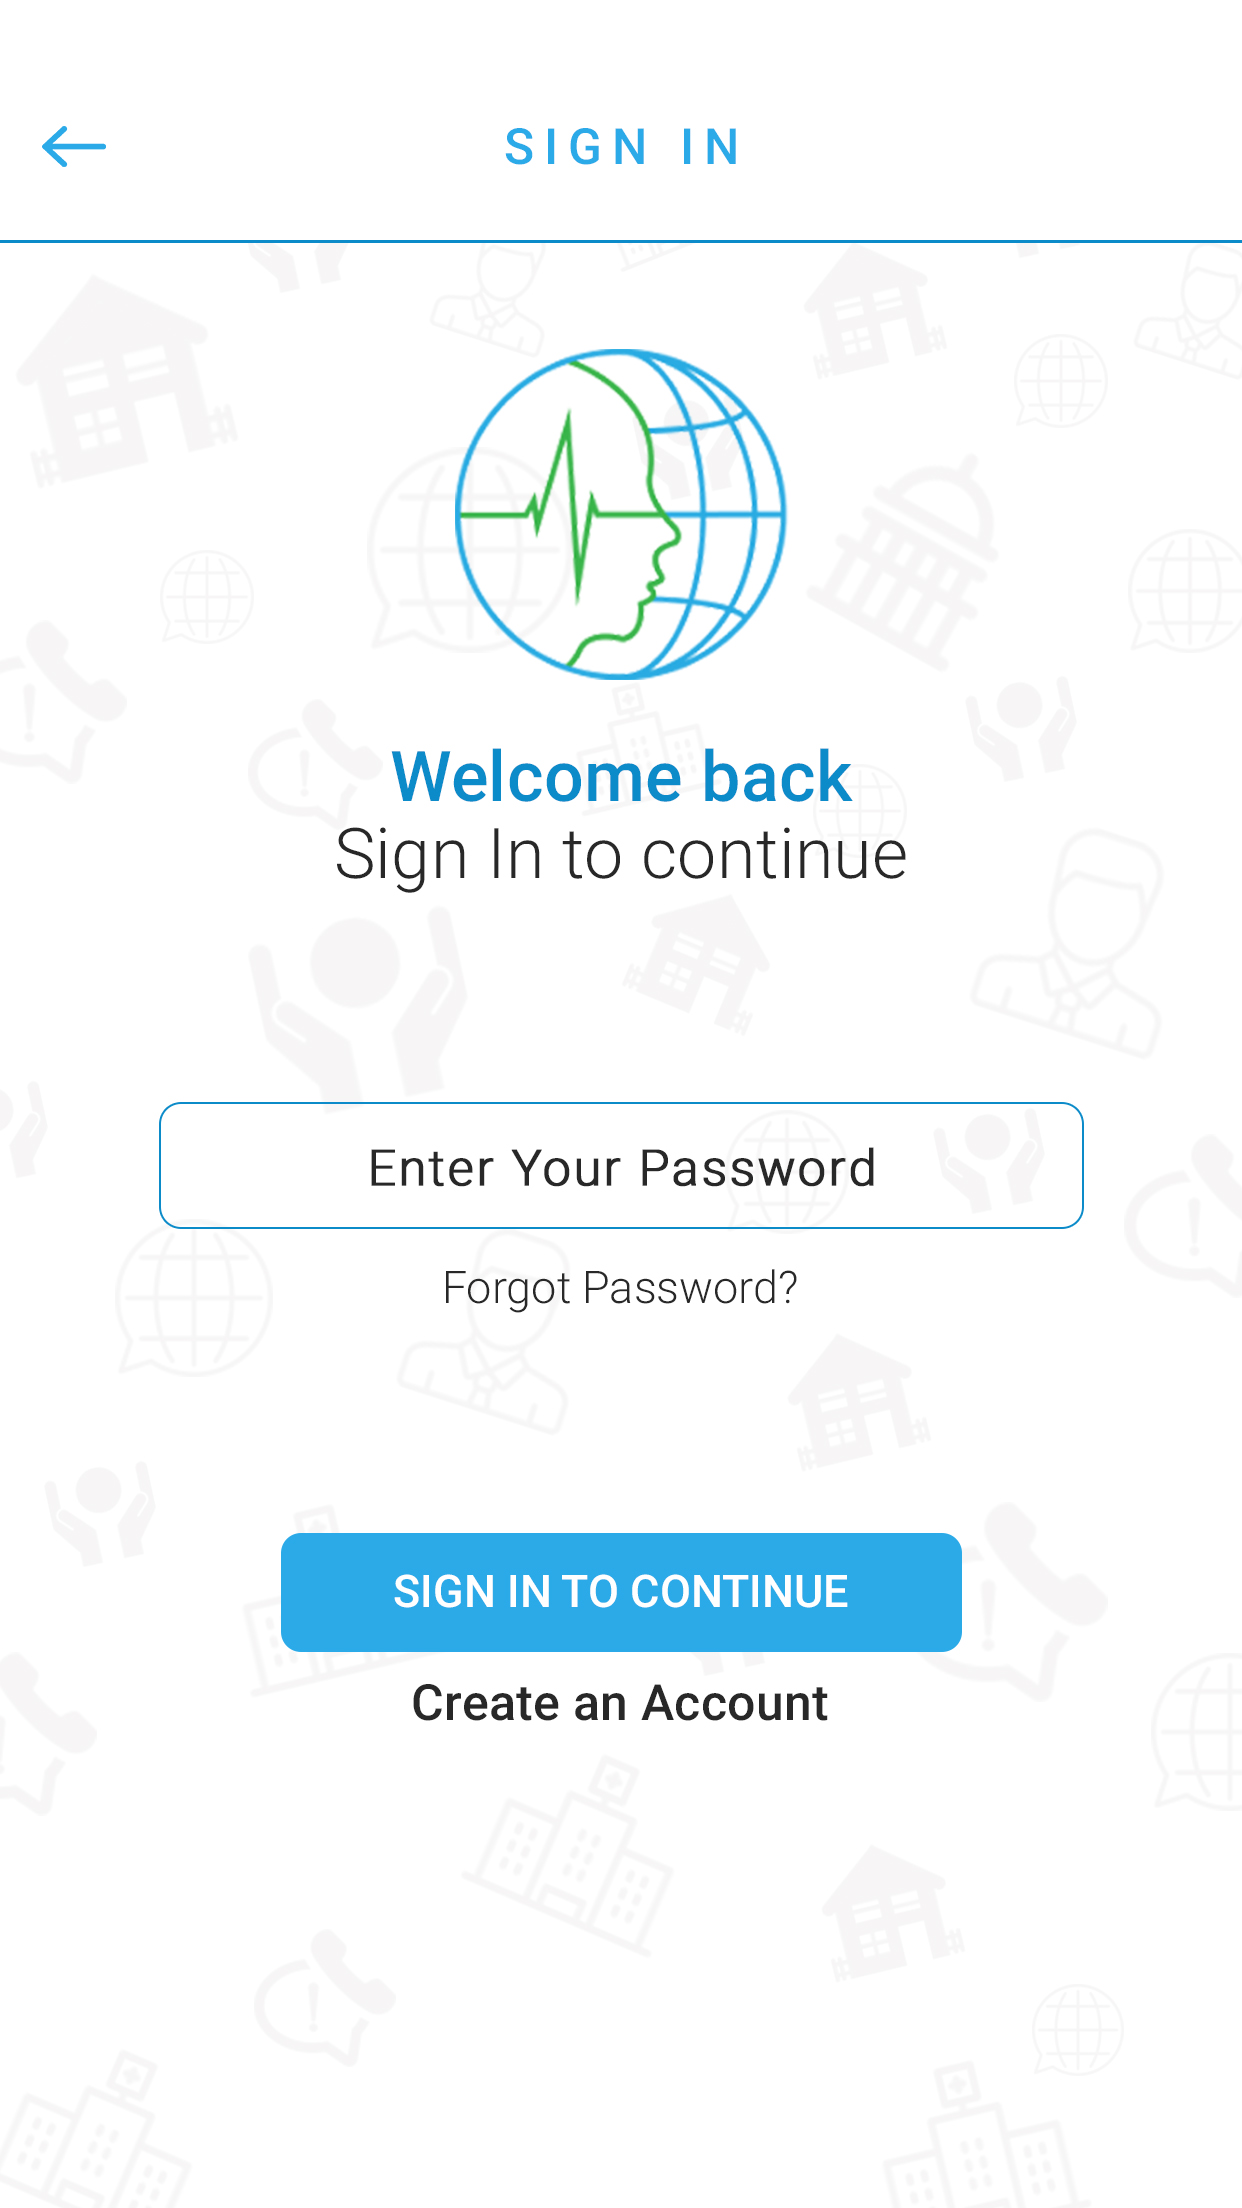 SIGN IN
Welcome back
Sign In to continue
Enter Your Password
Forgot Password?
SIGN IN TO CONTINUE
Create an Account